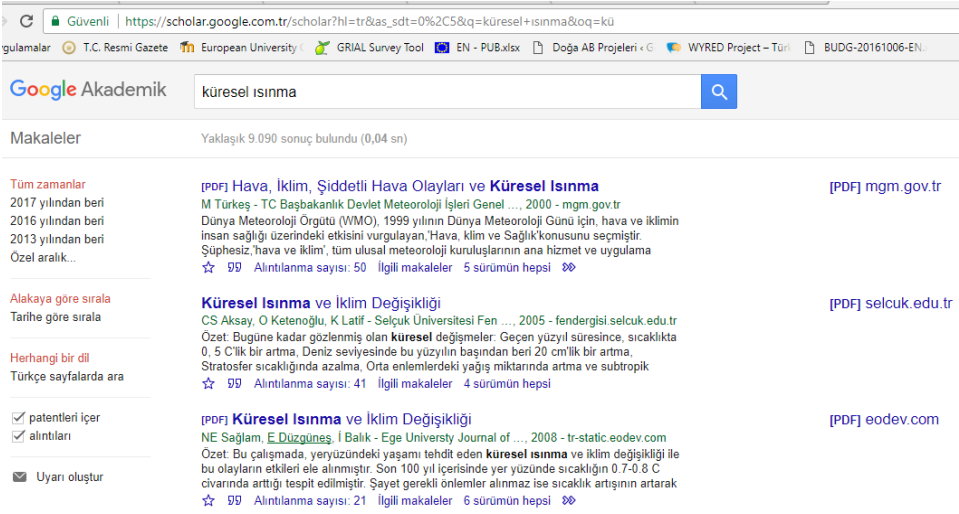 Güvenli | https://scholar.google.com.tr/scholar?hl=tr&as_sdt=0%2C5&q=küresel+ısınma&oq=kü
ygulamalar T.C. Resmi Gazete European University GRIAL Survey Tool EN - PUB.xlsx Doğa AB Projeleri ‹ G WYRED Project – Tür BUDG-20161006-EN.
Google Akademik
küresel ısınma
Makaleler
Yaklaşık 9.090 sonuç bulundu (0,04 sn)
Tüm zamanlar
2017 yılından beri
2016 yılından beri
2013 yılından beri
Özel aralık...
Alakaya göre sırala
Tarihe göre sırala
Herhangi bir dil
Türkçe sayfalarda ara
patentleri içer
alıntıları
Uyarı oluştur
[PDF] Hava, İklim, Şiddetli Hava Olayları ve Küresel Isınma
M Türkeş - TC Başbakanlık Devlet Meteoroloji İşleri Genel …, 2000 - mgm.gov.tr
Dünya Meteoroloji Örgütü (WMO), 1999 yılının Dünya Meteoroloji Günü için, hava ve iklimin
insan sağlığı üzerindeki etkisini vurgulayan,'Hava, klim ve Sağlık'konusunu seçmiştir.
Şüphesiz,'hava ve iklim', tüm ulusal meteoroloji kuruluşlarının ana hizmet ve uygulama
Alıntılanma sayısı: 50 İlgili makaleler 5 sürümün hepsi
[PDF] mgm.gov.tr
Küresel Isınma ve İklim Değişikliği
CS Aksay, O Ketenoğlu, K Latif - Selçuk Üniversitesi Fen …, 2005 - fendergisi.selcuk.edu.tr
Özet: Bugüne kadar gözlenmiş olan küresel değişmeler: Geçen yüzyıl süresince, sıcaklıkta
0, 5 C'lik bir artma, Deniz seviyesinde bu yüzyılın başından beri 20 cm'lik bir artma,
Stratosfer sıcaklığında azalma, Orta enlemlerdeki yağış miktarında artma ve subtropik
Alıntılanma sayısı: 41 İlgili makaleler 4 sürümün hepsi
[PDF] selcuk.edu.tr
[PDF] Küresel Isınma ve İklim Değişikliği
NE Sağlam, E Düzgüneş, İ Balık - Ege Universty Journal of …, 2008 - tr-static.eodev.com
Özet: Bu çalışmada, yeryüzündeki yaşamı tehdit eden küresel ısınma ve iklim değişikliği ile
bu olayların etkileri ele alınmıştır. Son 100 yıl içerisinde yer yüzünde sıcaklığın 0.7-0.8 C
civarında arttığı tespit edilmiştir. Şayet gerekli önlemler alınmaz ise sıcaklık artışının artarak
Alıntılanma sayısı: 21 İlgili makaleler 6 sürümün hepsi
[PDF] eodev.com